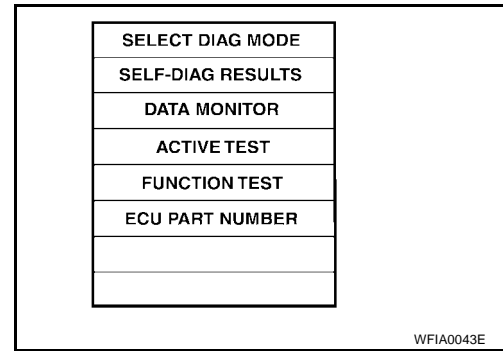 SELECT DIAG MODE
SELF-DIAG RESULTS
DATA MONITOR
ACTIVE TEST
FUNCTION TEST
ECU PART NUMBER
WFIA0043E